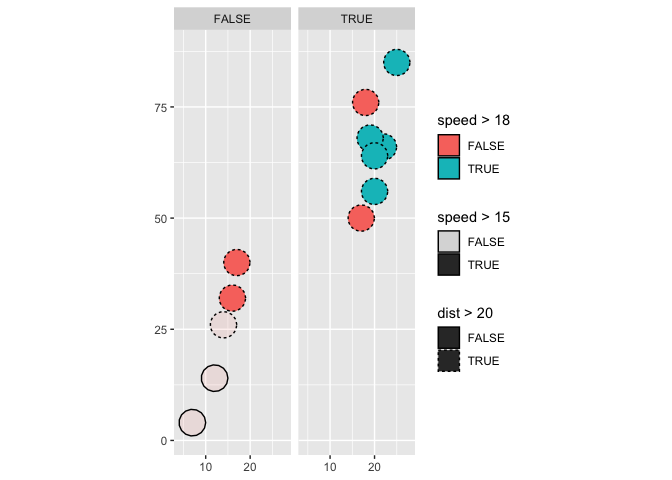 FALSE TRUE
75
50
25
0
10 20 10 20
speed > 18
FALSE
TRUE
speed > 15
FALSE
TRUE
dist > 20
FALSE
TRUE